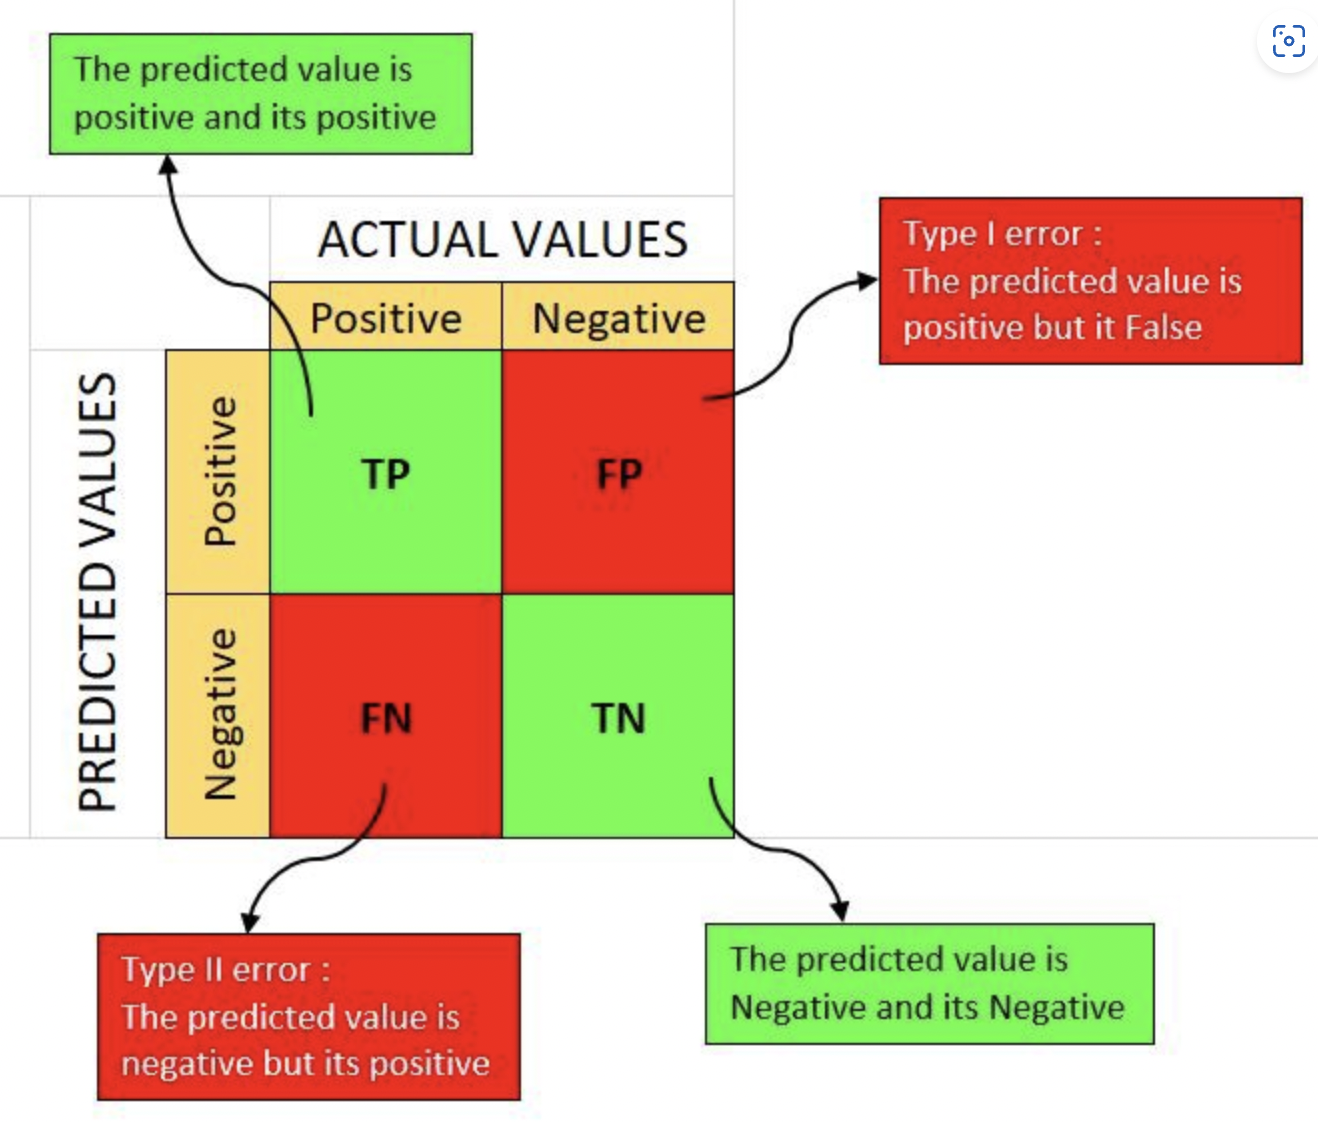 The predicted value is
positive and its positive
ACTUAL VALUES
Type I error :
The predicted value is
positive but it False
Positive
Negative
PREDICTED VALUES
Positive
TP
FP
Negative
FN
TN
Type II error :
The predicted value is
negative but its positive
The predicted value is
Negative and its Negative